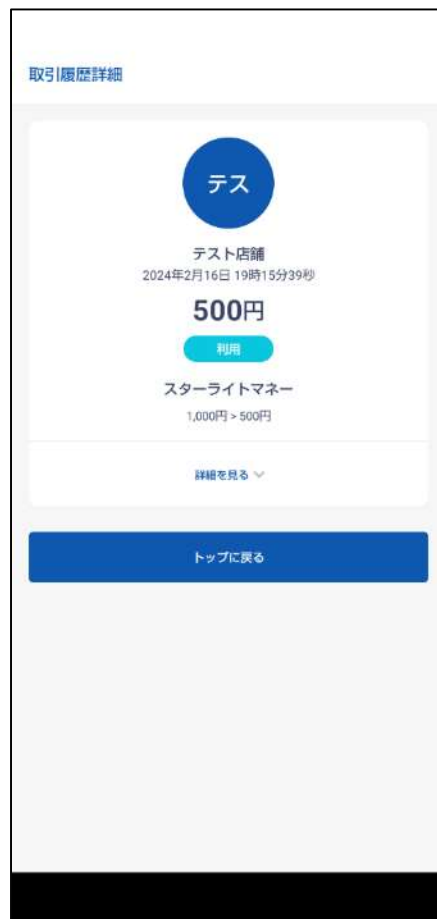 取引履歴詳細
テス
テスト店舗
2024年2月16日 19時15分39秒
500円
利用
スターライトマネー
1,000円 > 500円
詳細を見る
トップに戻る